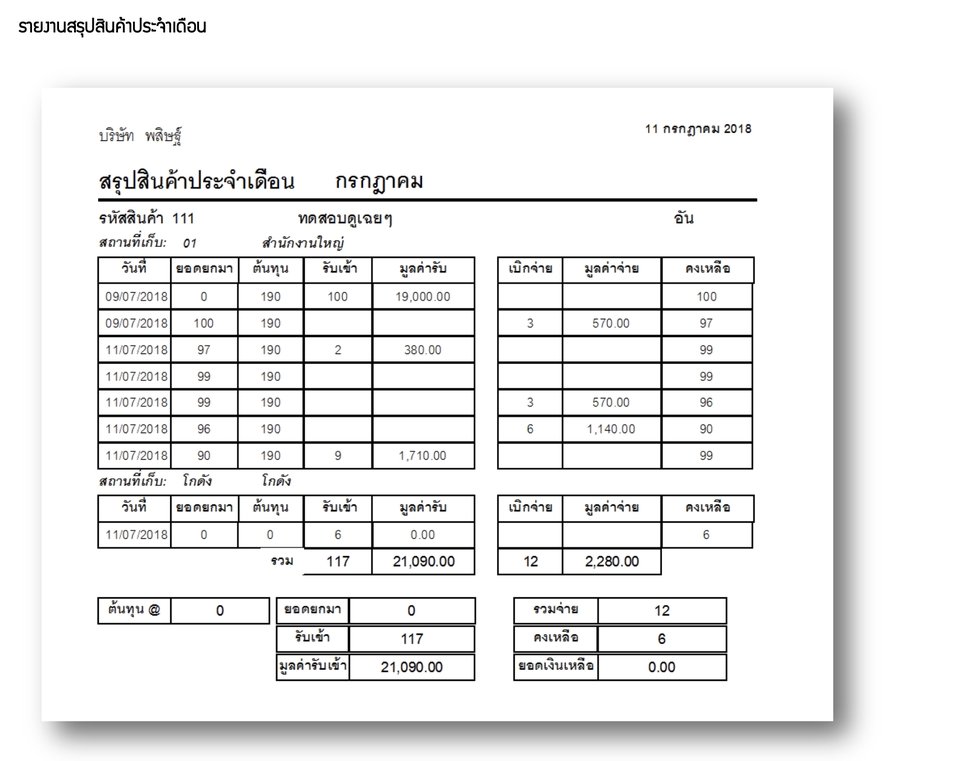 รายงานสรุปสินค้าประจำเดือน
บริษัท พสิษฐ์ 11 กรกฎาคม 2018
สรุปสินค้าประจำเดือน กรกฎาคม
รหัสสินค้า 111 ทดสอบดูเฉยๆ อัน
สถานที่เก็บ: 01 สำนักงานใหญ่
วันที่ ยอดยกมา ต้นทุน รับเข้า มูลค่ารับ เบิกจ่าย มูลค่าจ่าย คงเหลือ
09/07/2018 0 190 100 19,000.00 100
09/07/2018 100 190 3 570.00 97
11/07/2018 97 190 2 380.00 99
11/07/2018 99 190 99
11/07/2018 99 190 3 570.00 96
11/07/2018 96 190 6 1,140.00 90
11/07/2018 90 190 9 1,710.00 99
สถานที่เก็บ: โกดัง โกดัง
วันที่ ยอดยกมา ต้นทุน รับเข้า มูลค่ารับ เบิกจ่าย มูลค่าจ่าย คงเหลือ
11/07/2018 0 0 6 0.00 6
รวม 117 21,090.00 12 2,280.00
ต้นทุน @ 0 ยอดยกมา 0 รวมจ่าย 12
รับเข้า 117 คงเหลือ 6
มูลค่ารับเข้า 21,090.00 ยอดเงินเหลือ 0.00